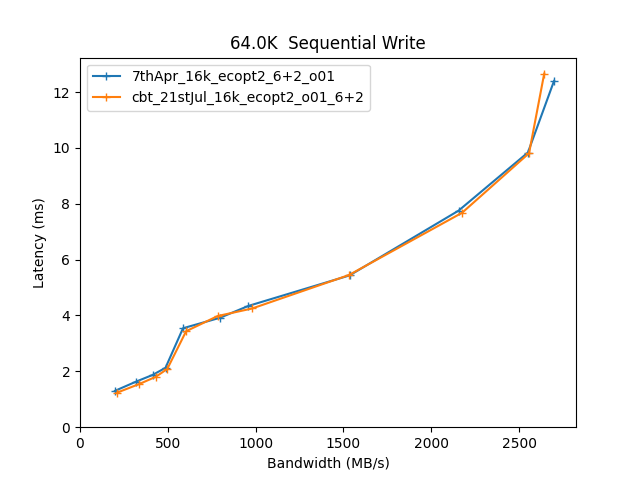 64.0K  Sequential Write
7thApr_16k_ecopt2_6+2_o01
cbt_21stJul_16k_ecopt2_o01_6+2
12
10
8
6
4
2
0
Latency (ms)
0 500 1000 1500 2000 2500
Bandwidth (MB/s)